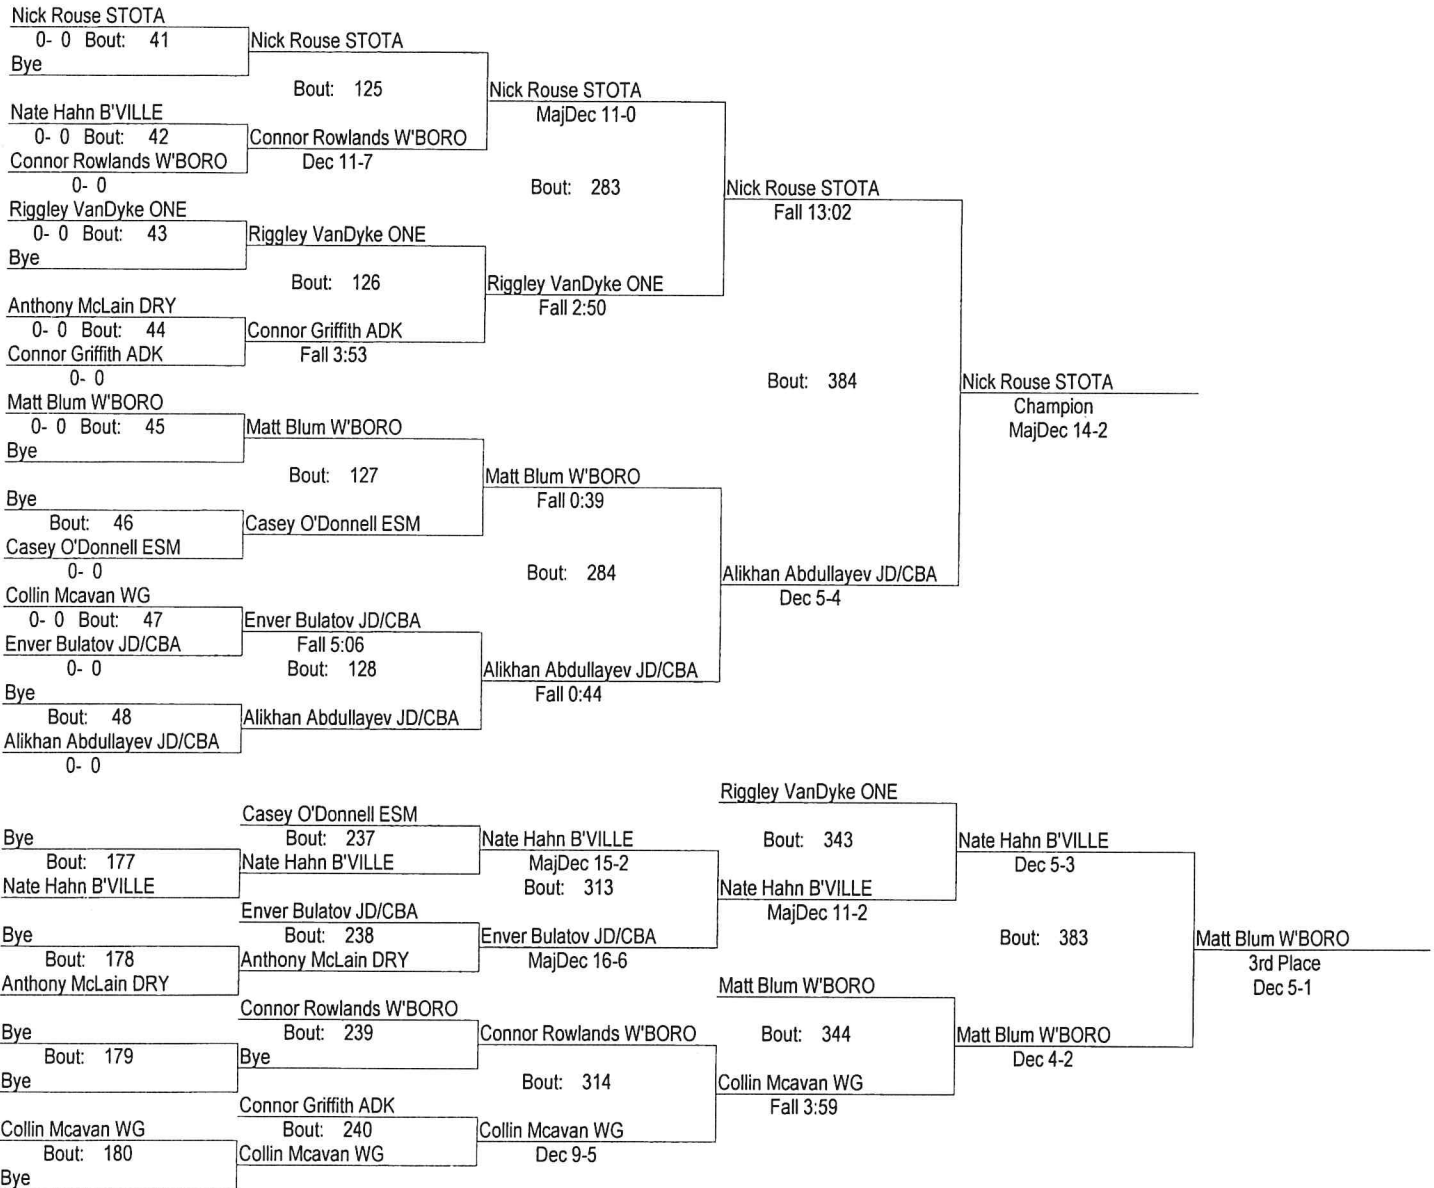 Nick Rouse STOTA
0- 0 Bout: 41
Bye
Nick Rouse STOTA
Bout: 125
Nate Hahn B'VILLE
0- 0 Bout: 42
Connor Rowlands W'BORO
0- 0
Connor Rowlands W'BORO
Dec 11-7
Nick Rouse STOTA
MajDec 11-0
Bout: 283
Riggley VanDyke ONE
0- 0 Bout: 43
Bye
Riggley VanDyke ONE
Bout: 126
Anthony McLain DRY
0- 0 Bout: 44
Connor Griffith ADK
0- 0
Connor Griffith ADK
Fall 3:53
Riggley VanDyke ONE
Fall 2:50
Nick Rouse STOTA
Fall 13:02
Bout: 384
Matt Blum W'BORO
0- 0 Bout: 45
Bye
Matt Blum W'BORO
Bout: 127
Bye
Bout: 46
Casey O'Donnell ESM
0- 0
Casey O'Donnell ESM
Matt Blum W'BORO
Fall 0:39
Bout: 284
Collin Mcavan WG
0- 0 Bout: 47
Enver Bulatov JD/CBA
0- 0
Enver Bulatov JD/CBA
Fall 5:06
Bout: 128
Bye
Bout: 48
Alikhan Abdullayev JD/CBA
0- 0
Alikhan Abdullayev JD/CBA
Alikhan Abdullayev JD/CBA
Fall 0:44
Alikhan Abdullayev JD/CBA
Dec 5-4
Nick Rouse STOTA
Champion
MajDec 14-2
Bye
Bout: 177
Nate Hahn B'VILLE
Casey O'Donnell ESM
Bout: 237
Nate Hahn B'VILLE
Nate Hahn B'VILLE
MajDec 15-2
Bout: 313
Bye
Bout: 178
Anthony McLain DRY
Enver Bulatov JD/CBA
Bout: 238
Anthony McLain DRY
Enver Bulatov JD/CBA
MajDec 16-6
Riggley VanDyke ONE
Bout: 343
Nate Hahn B'VILLE
MajDec 11-2
Nate Hahn B'VILLE
Dec 5-3
Bout: 383
Bye
Bout: 179
Bye
Connor Rowlands W'BORO
Bout: 239
Bye
Connor Rowlands W'BORO
Bout: 314
Collin Mcavan WG
Bout: 180
Bye
Connor Griffith ADK
Bout: 240
Collin Mcavan WG
Collin Mcavan WG
Dec 9-5
Matt Blum W'BORO
Bout: 344
Collin Mcavan WG
Fall 3:59
Matt Blum W'BORO
Dec 4-2
Matt Blum W'BORO
3rd Place
Dec 5-1